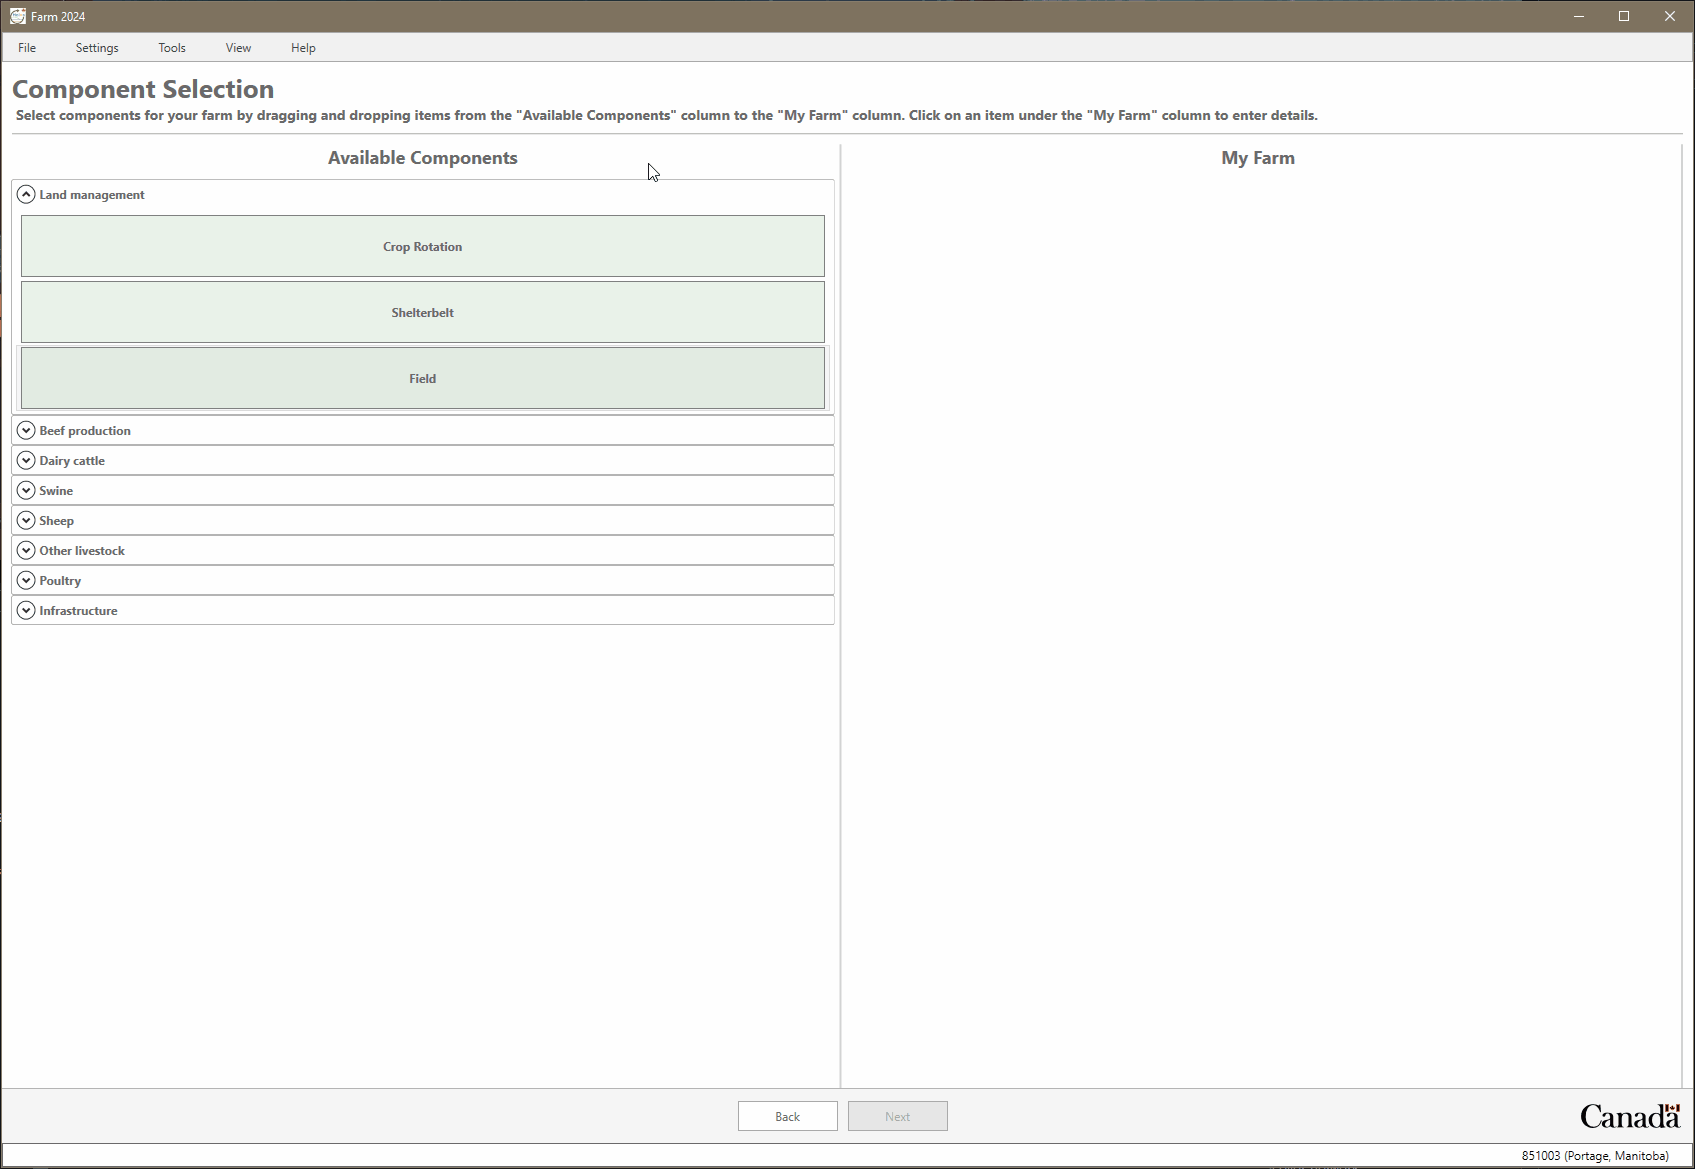 Farm 2024
File Settings Tools View Help
Component Selection
Select components for your farm by dragging and dropping items from the "Available Components" column to the "My Farm" column. Click on an item under the "My Farm" column to enter details.
Available Components
My Farm
Land management
Crop Rotation
Shelterbelt
Field
Beef production
Dairy cattle
Swine
Sheep
Other livestock
Poultry
Infrastructure
Back Next
Canada
851003 (Portage, Manitoba)